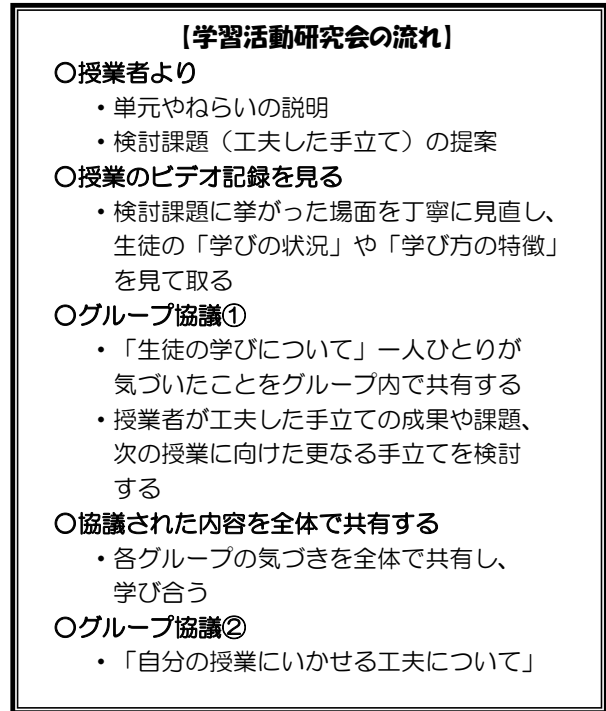 【学習活動研究会の流れ】
○授業者より
・単元やねらいの説明
・検討課題（工夫した手立て）の提案
○授業のビデオ記録を見る
・検討課題に挙がった場面を丁寧に見直し、
生徒の「学びの状況」や「学び方の特徴」
を見て取る
○グループ協議①
・「生徒の学びについて」一人ひとりが
気づいたことをグループ内で共有する
・授業者が工夫した手立ての成果や課題、
次の授業に向けた更なる手立てを検討
する
○協議された内容を全体で共有する
・各グループの気づきを全体で共有し、
学び合う
○グループ協議②
・「自分の授業にいかせる工夫について」